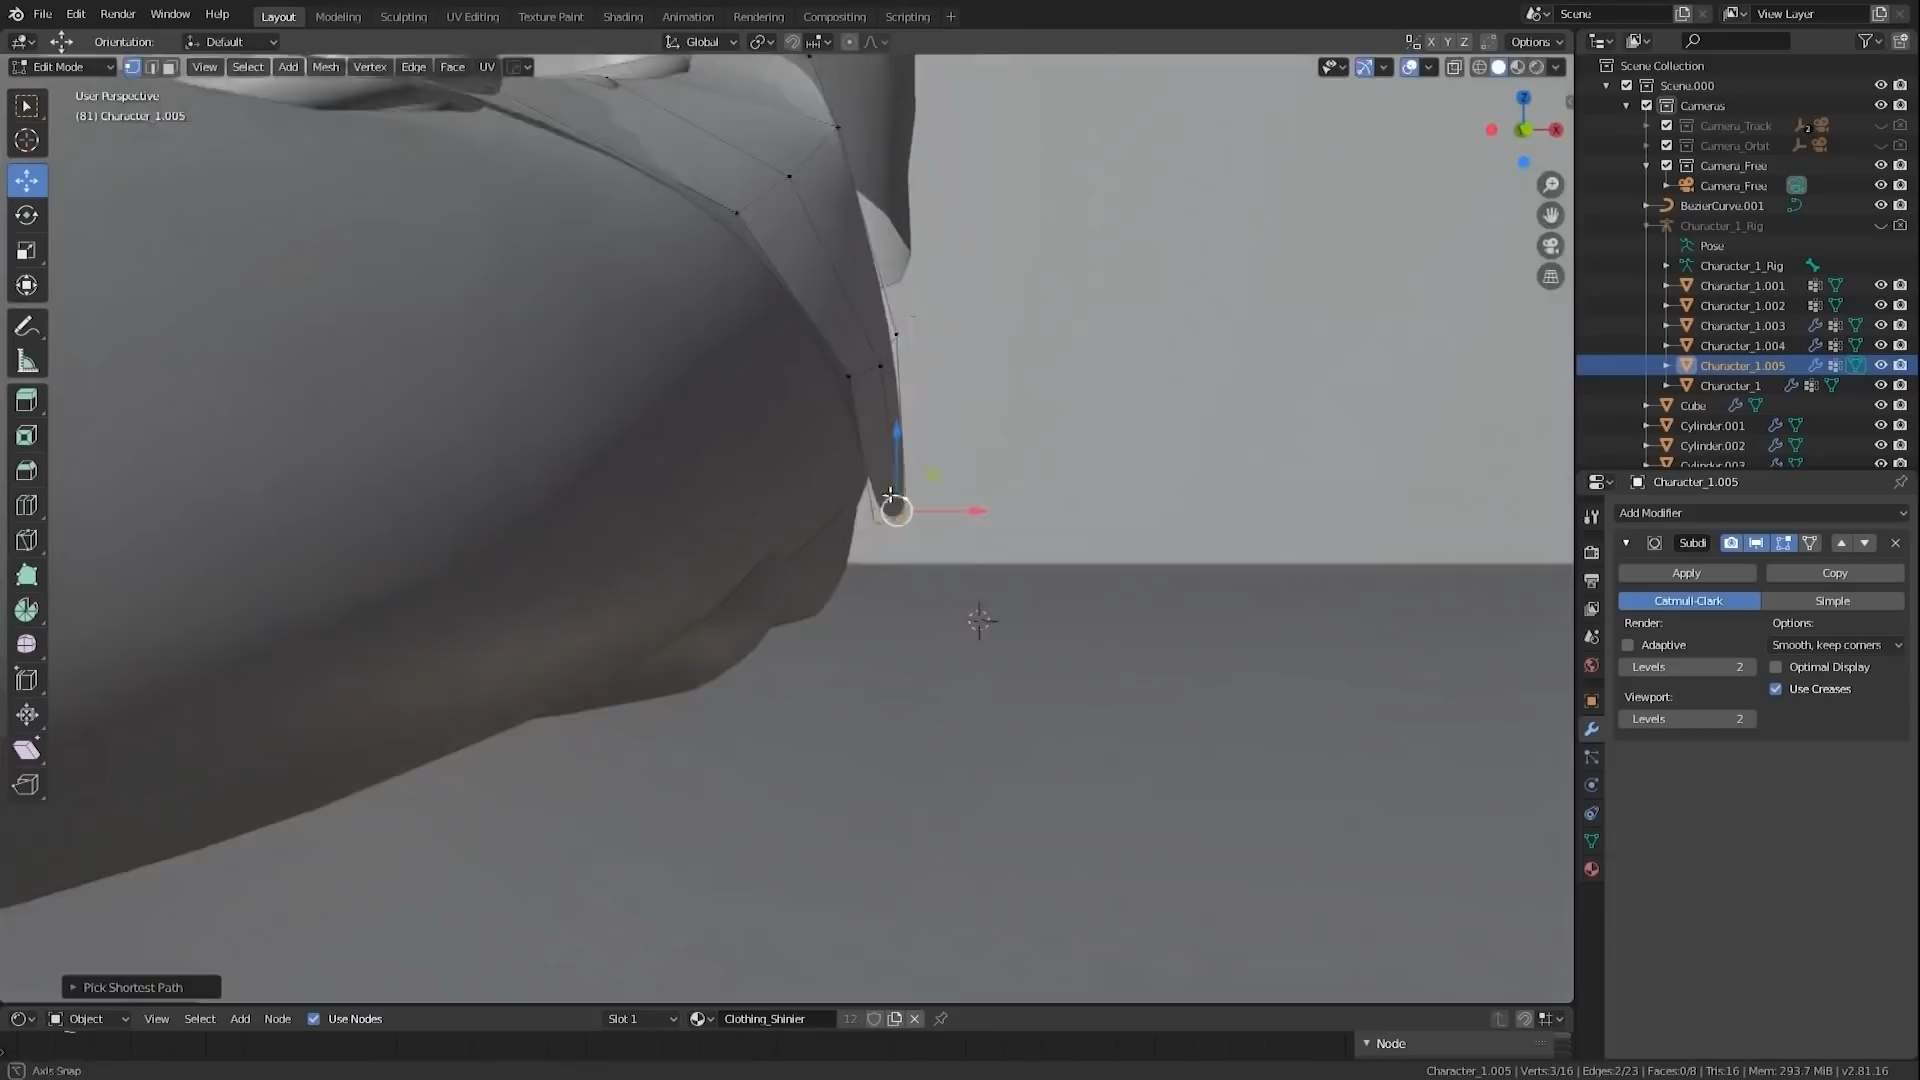 File Edit Render Window Help Layout Modeling Sculpting UV Editing Texture Paint Shading Animation Rendering Compositing Scripting + Scene View Layer
Orientation: Default Global X Y Z Options
Edit Mode View Select Add Mesh Vertex Edge Face UV
User Perspective
(81) Character_1.005
Z
X
Scene Collection
Scene.000
Cameras
Camera_Track 2
Camera_Orbit
Camera_Free
Camera_Free
BezierCurve.001
Character_1_Rig
Pose
Character_1_Rig
Character_1.001
Character_1.002
Character_1.003
Character_1.004
Character_1.005
Character_1
Cube
Cylinder.001
Cylinder.002
Cylinder.003
Character_1.005
Add Modifier
Subdi
Apply Copy
Catmull-Clark Simple
Render: Options:
Adaptive Smooth, keep corners
Levels 2 Optimal Display
Use Creases
Viewport:
Levels 2
Pick Shortest Path
Object View Select Add Node Use Nodes Slot 1 Clothing_Shinier 12
Node
Axis Snap Character_1.005 | Verts:3/16 | Edges:2/23 | Faces:0/8 | Tris:16 | Mem: 293.7 MiB | v2.81.16